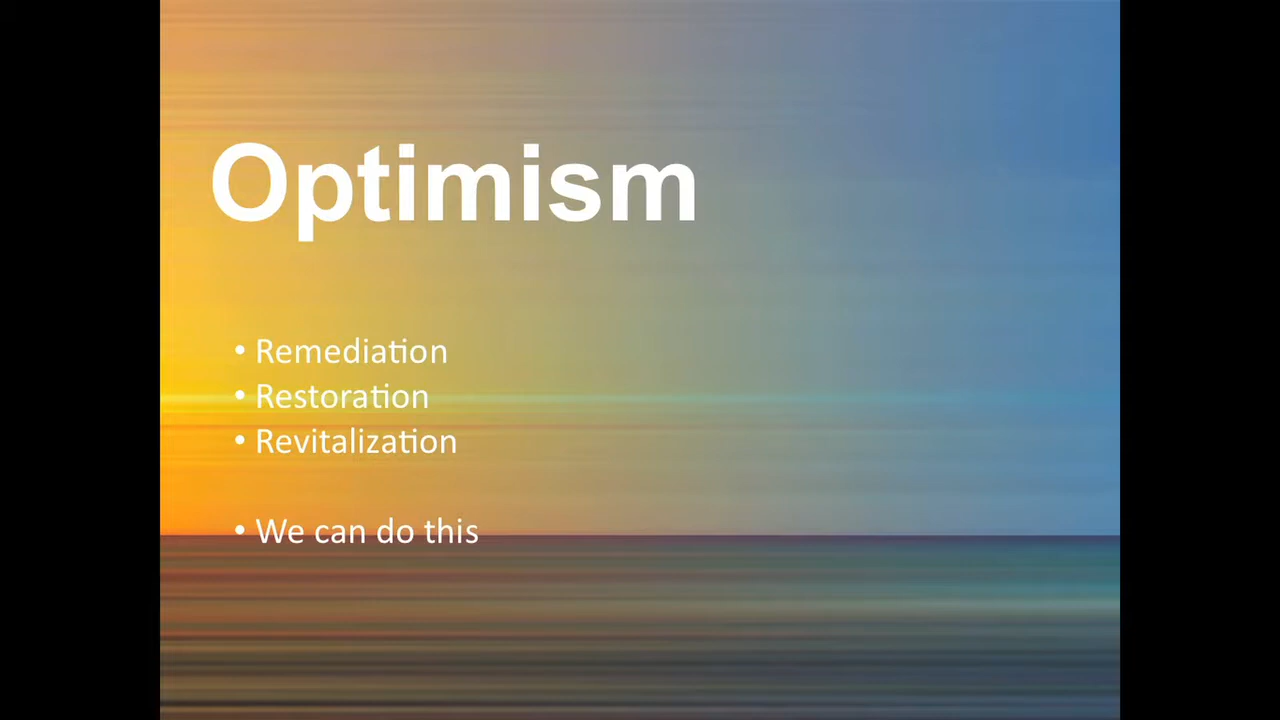 Optimism
• Remediation
• Restoration
• Revitalization
• We can do this